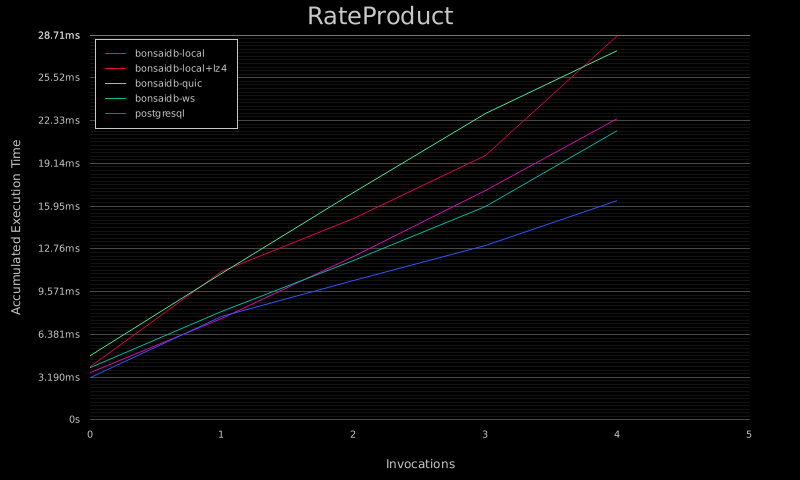 RateProduct
28.71ms
25.52ms
22.33ms
19.14ms
15.95ms
12.76ms
9.571ms
6.381ms
3.190ms
0s
bonsaidb-local
bonsaidb-local+lz4
bonsaidb-quic
bonsaidb-ws
postgresql
Accumulated Execution Time
0 1 2 3 4 5
Invocations